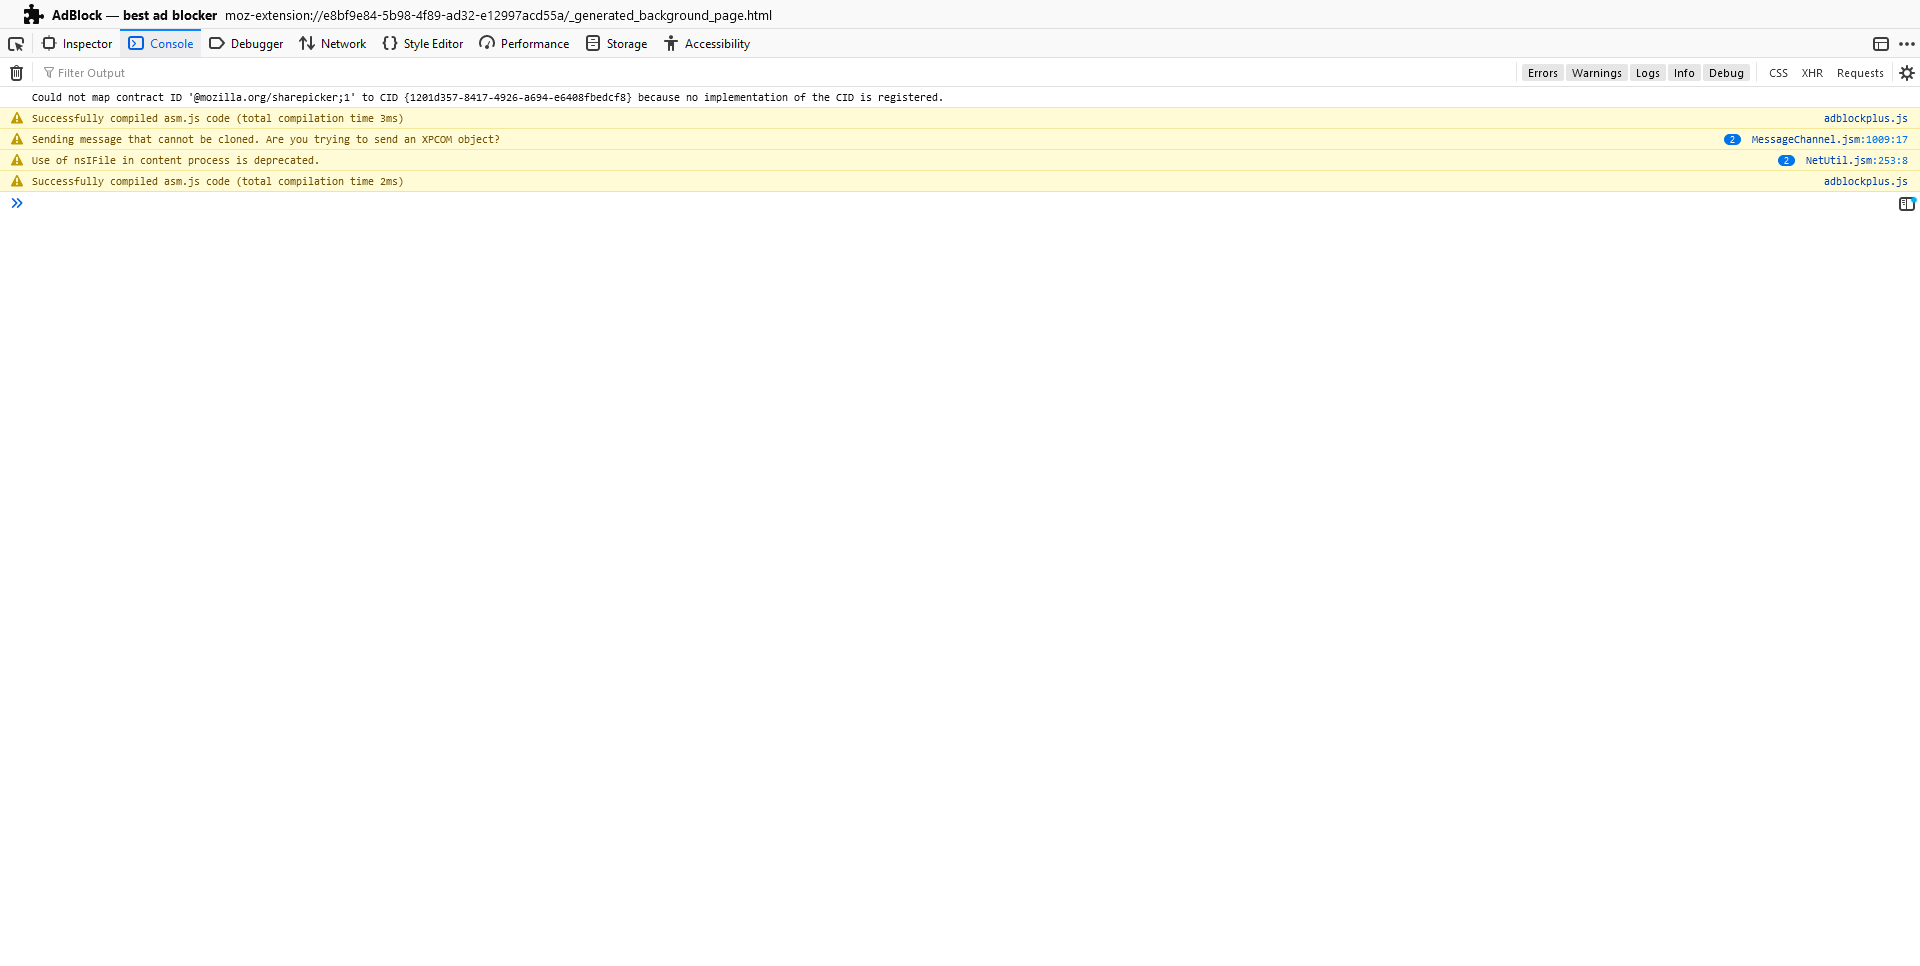 AdBlock — best ad blocker moz-extension://e8bf9e84-5b98-4f89-ad32-e12997acd55a/_generated_background_page.html
Inspector Console Debugger Network Style Editor Performance Storage Accessibility
Filter Output Errors Warnings Logs Info Debug CSS XHR Requests
Could not map contract ID '@mozilla.org/sharepicker;1' to CID {1201d357-8417-4926-a694-e6408fbedcf8} because no implementation of the CID is registered.
Successfully compiled asm.js code (total compilation time 3ms) adblockplus.js
Sending message that cannot be cloned. Are you trying to send an XPCOM object? 2 MessageChannel.jsm:1009:17
Use of nsIFile in content process is deprecated. 2 NetUtil.jsm:253:8
Successfully compiled asm.js code (total compilation time 2ms) adblockplus.js